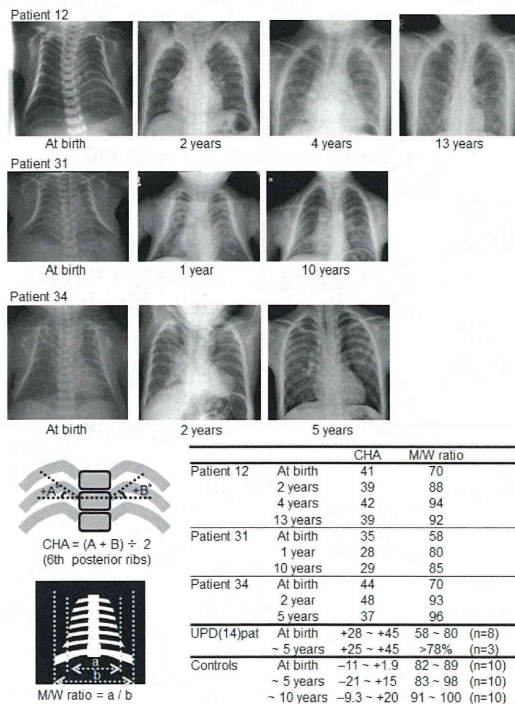 Patient 12
At birth 2 years 4 years 13 years
Patient 31
At birth 1 year 10 years
Patient 34
At birth 2 years 5 years
+A° +B°
CHA = (A + B) ÷ 2
(6th posterior ribs)
a
b
M/W ratio = a / b
CHA M/W ratio
Patient 12 At birth 41 70
2 years 39 88
4 years 42 94
13 years 39 92
Patient 31 At birth 35 58
1 year 28 80
10 years 29 85
Patient 34 At birth 44 70
2 year 48 93
5 years 37 96
UPD(14)pat At birth +28 ~ +45 58 ~ 80 (n=8)
~ 5 years +25 ~ +45 >78% (n=3)
Controls At birth –11 ~ +1.9 82 ~ 89 (n=10)
~ 5 years –21 ~ +15 83 ~ 98 (n=10)
~ 10 years –9.3 ~ +20 91 ~ 100 (n=10)